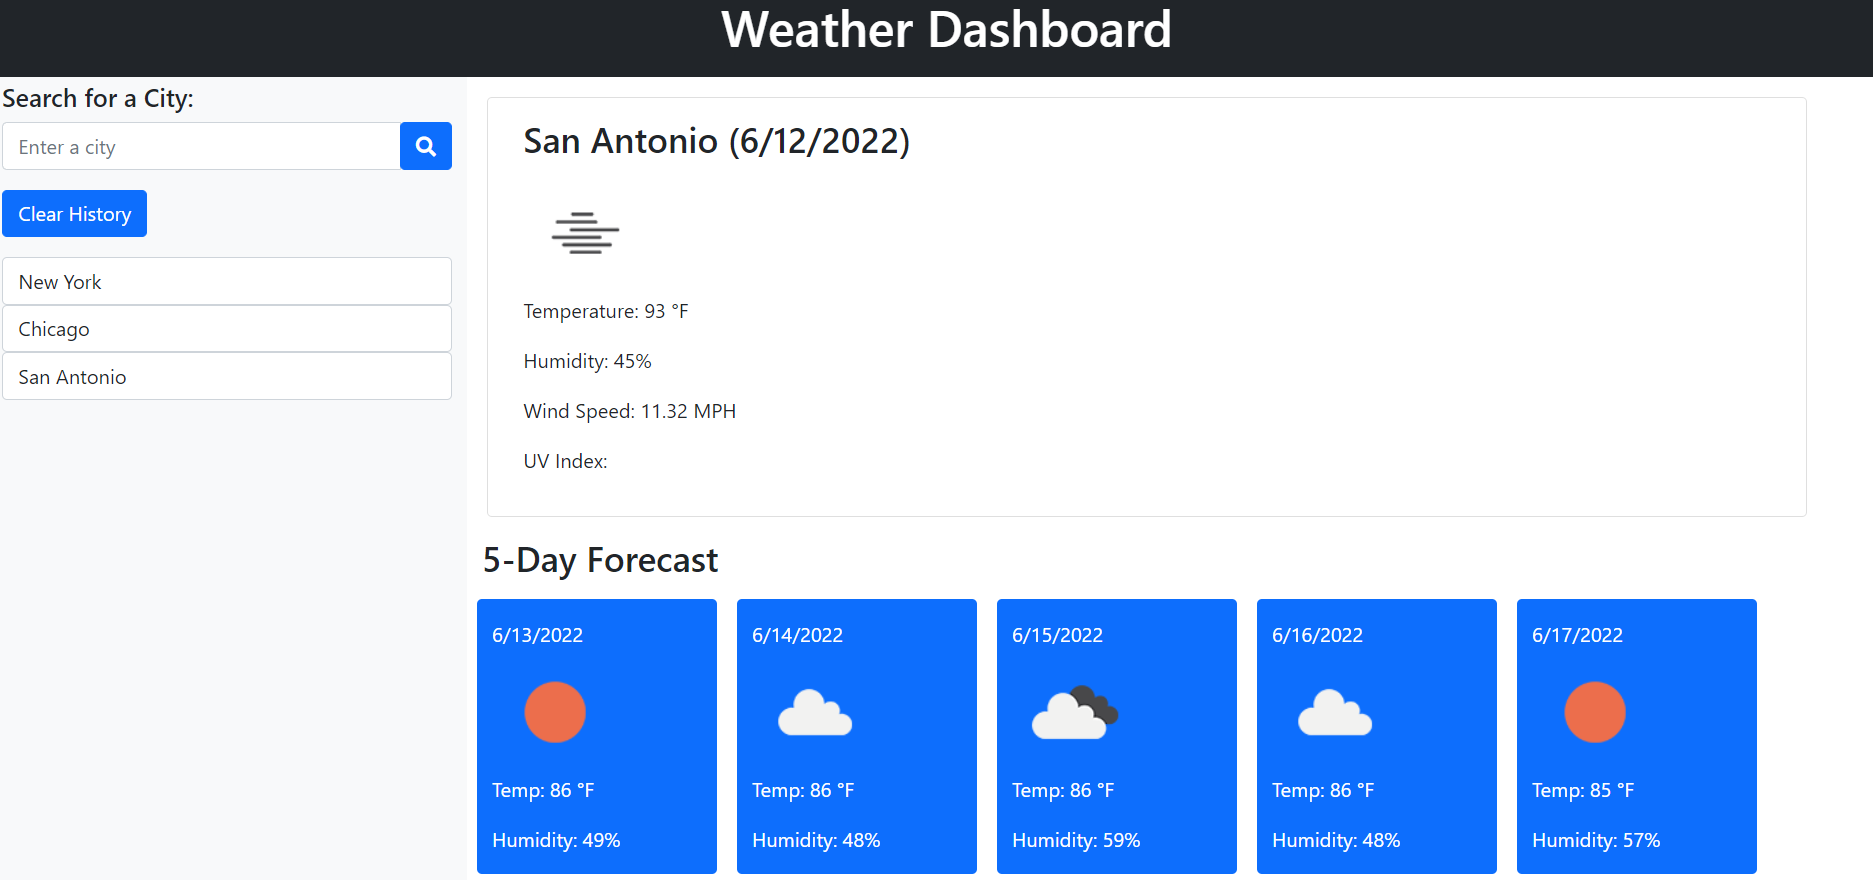 Weather Dashboard
Search for a City:
Enter a city
Clear History
New York
Chicago
San Antonio
San Antonio (6/12/2022)
Temperature: 93 °F
Humidity: 45%
Wind Speed: 11.32 MPH
UV Index:
5-Day Forecast
6/13/2022
Temp: 86 °F
Humidity: 49%
6/14/2022
Temp: 86 °F
Humidity: 48%
6/15/2022
Temp: 86 °F
Humidity: 59%
6/16/2022
Temp: 86 °F
Humidity: 48%
6/17/2022
Temp: 85 °F
Humidity: 57%